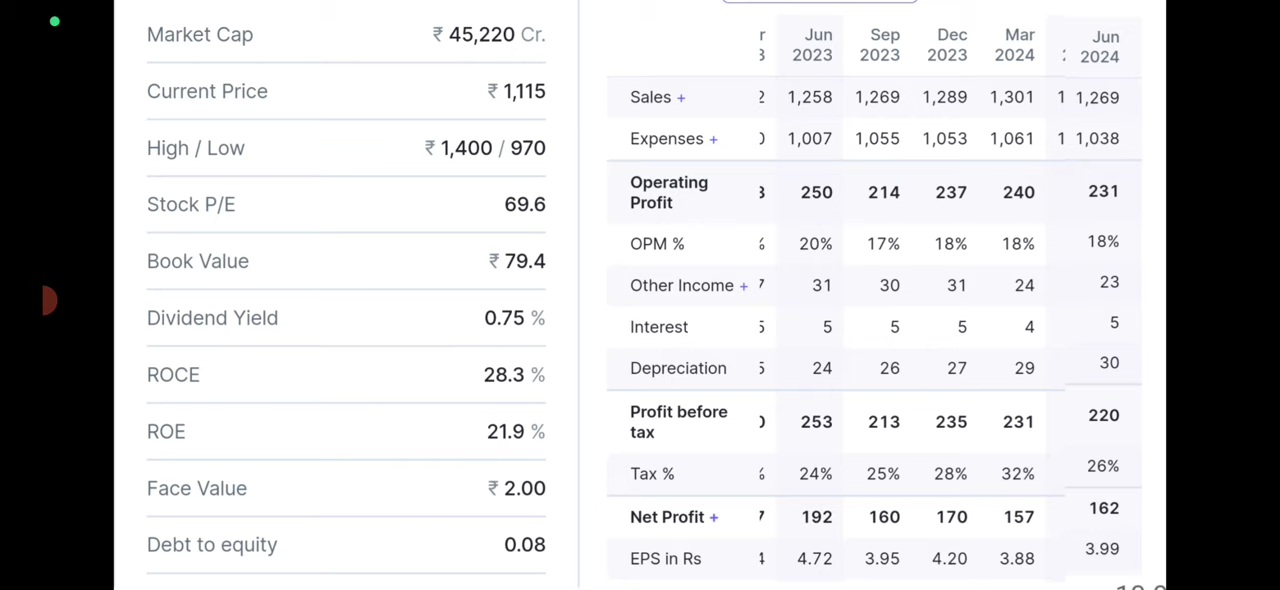 Market Cap ₹ 45,220 Cr.
Current Price ₹ 1,115
High / Low ₹ 1,400 / 970
Stock P/E 69.6
Book Value ₹ 79.4
Dividend Yield 0.75 %
ROCE 28.3 %
ROE 21.9 %
Face Value ₹ 2.00
Debt to equity 0.08
Jun Sep Dec Mar Jun
2023 2023 2023 2024 2024
Sales + 1,258 1,269 1,289 1,301 1,269
Expenses + 1,007 1,055 1,053 1,061 1,038
Operating
Profit 250 214 237 240 231
OPM % 20% 17% 18% 18% 18%
Other Income + 31 30 31 24 23
Interest 5 5 5 4 5
Depreciation 24 26 27 29 30
Profit before
tax 253 213 235 231 220
Tax % 24% 25% 28% 32% 26%
Net Profit + 192 160 170 157 162
EPS in Rs 4.72 3.95 4.20 3.88 3.99